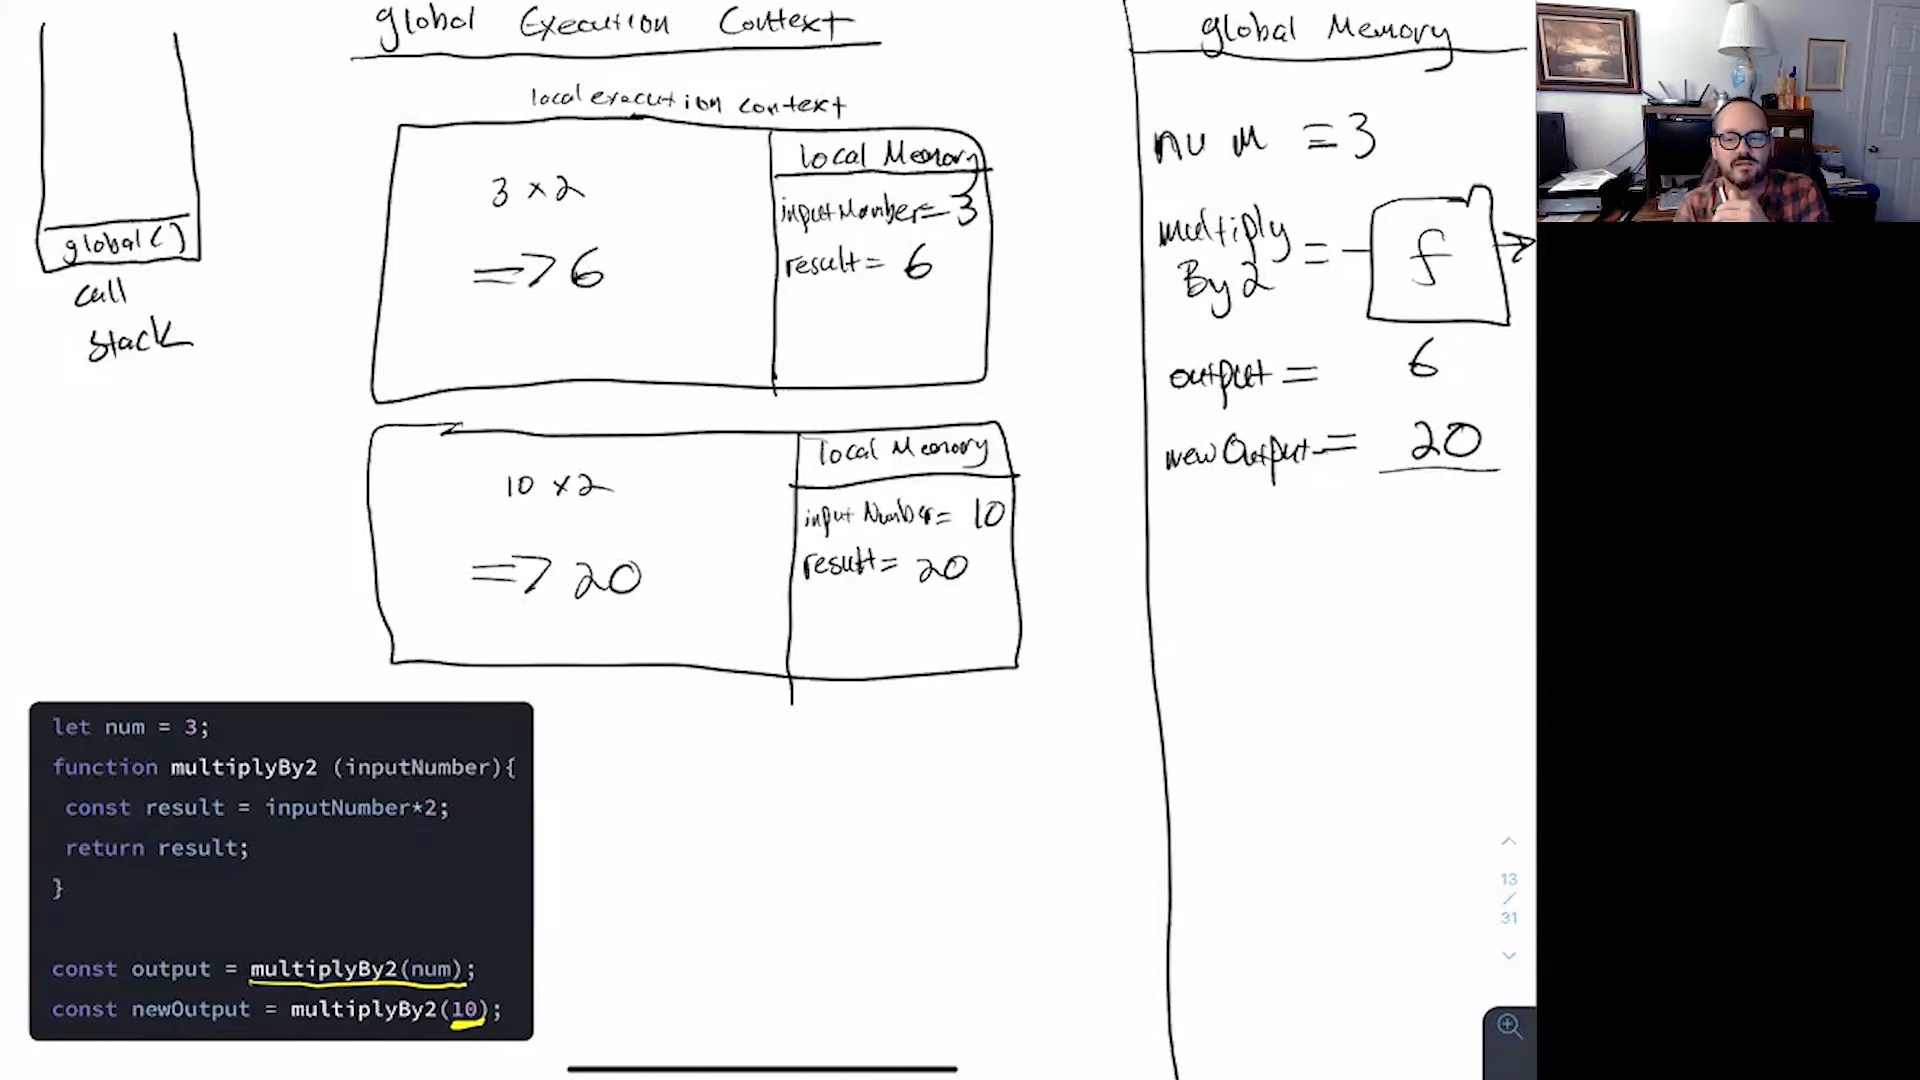 global Execution Context
local execution context
local Memory
3 x 2
inputNumber = 3
=> 6
result = 6
local Memory
10 x 2
input Number = 10
=> 20
result = 20
global()
call
stack
global Memory
num = 3
multiply
By 2
=
f
output = 6
newOutput = 20
let num = 3;
function multiplyBy2 (inputNumber){
const result = inputNumber*2;
return result;
}
const output = multiplyBy2(num);
const newOutput = multiplyBy2(10);
13
/
31